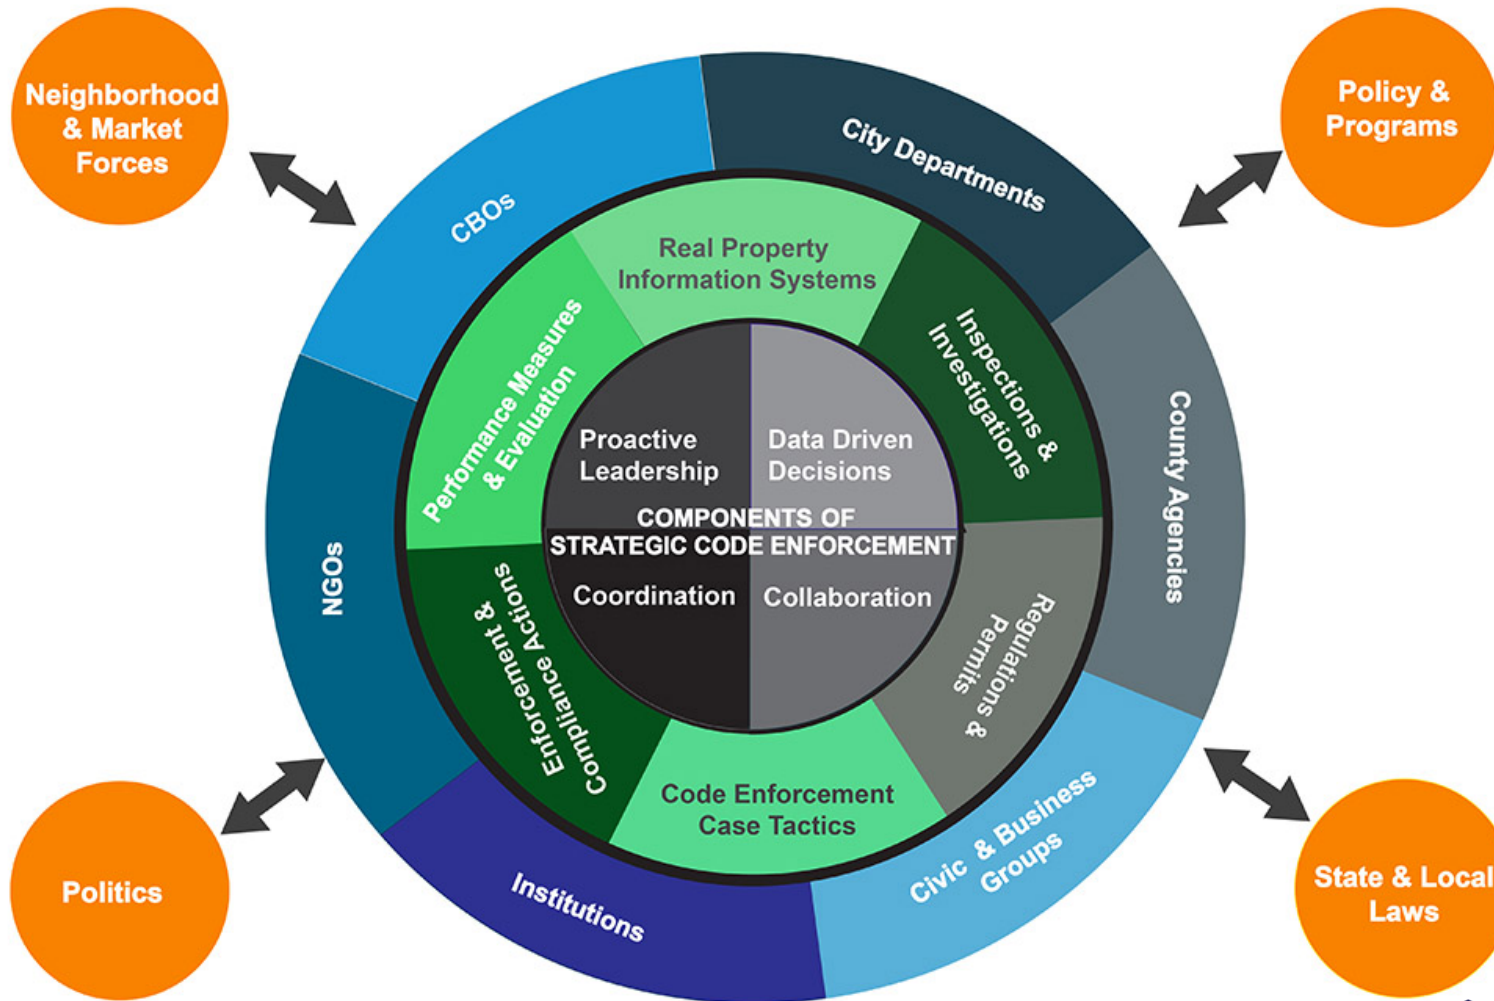 Neighborhood
& Market
Forces
Policy &
Programs
CBOs
City Departments
County Agencies
Civic & Business
Groups
Institutions
NGOs
Real Property
Information Systems
Inspections &
Investigations
Regulations &
Permits
Code Enforcement
Case Tactics
Enforcement &
Compliance Actions
Performance Measures
& Evaluation
Proactive
Leadership
Data Driven
Decisions
COMPONENTS OF
STRATEGIC CODE ENFORCEMENT
Coordination
Collaboration
Politics
State & Local
Laws